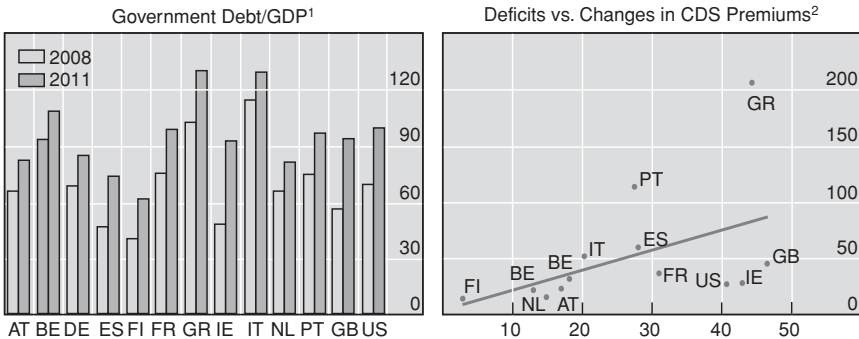 Government Debt/GDP¹
2008
2011
120
90
60
30
0
AT BE DE ES FI FR GR IE IT NL PT GB US
Deficits vs. Changes in CDS Premiums²
200
150
100
50
0
GR
PT
ES
IT
BE
BE
FI
NL
AT
FR
US
IE
GB
10 20 30 40 50